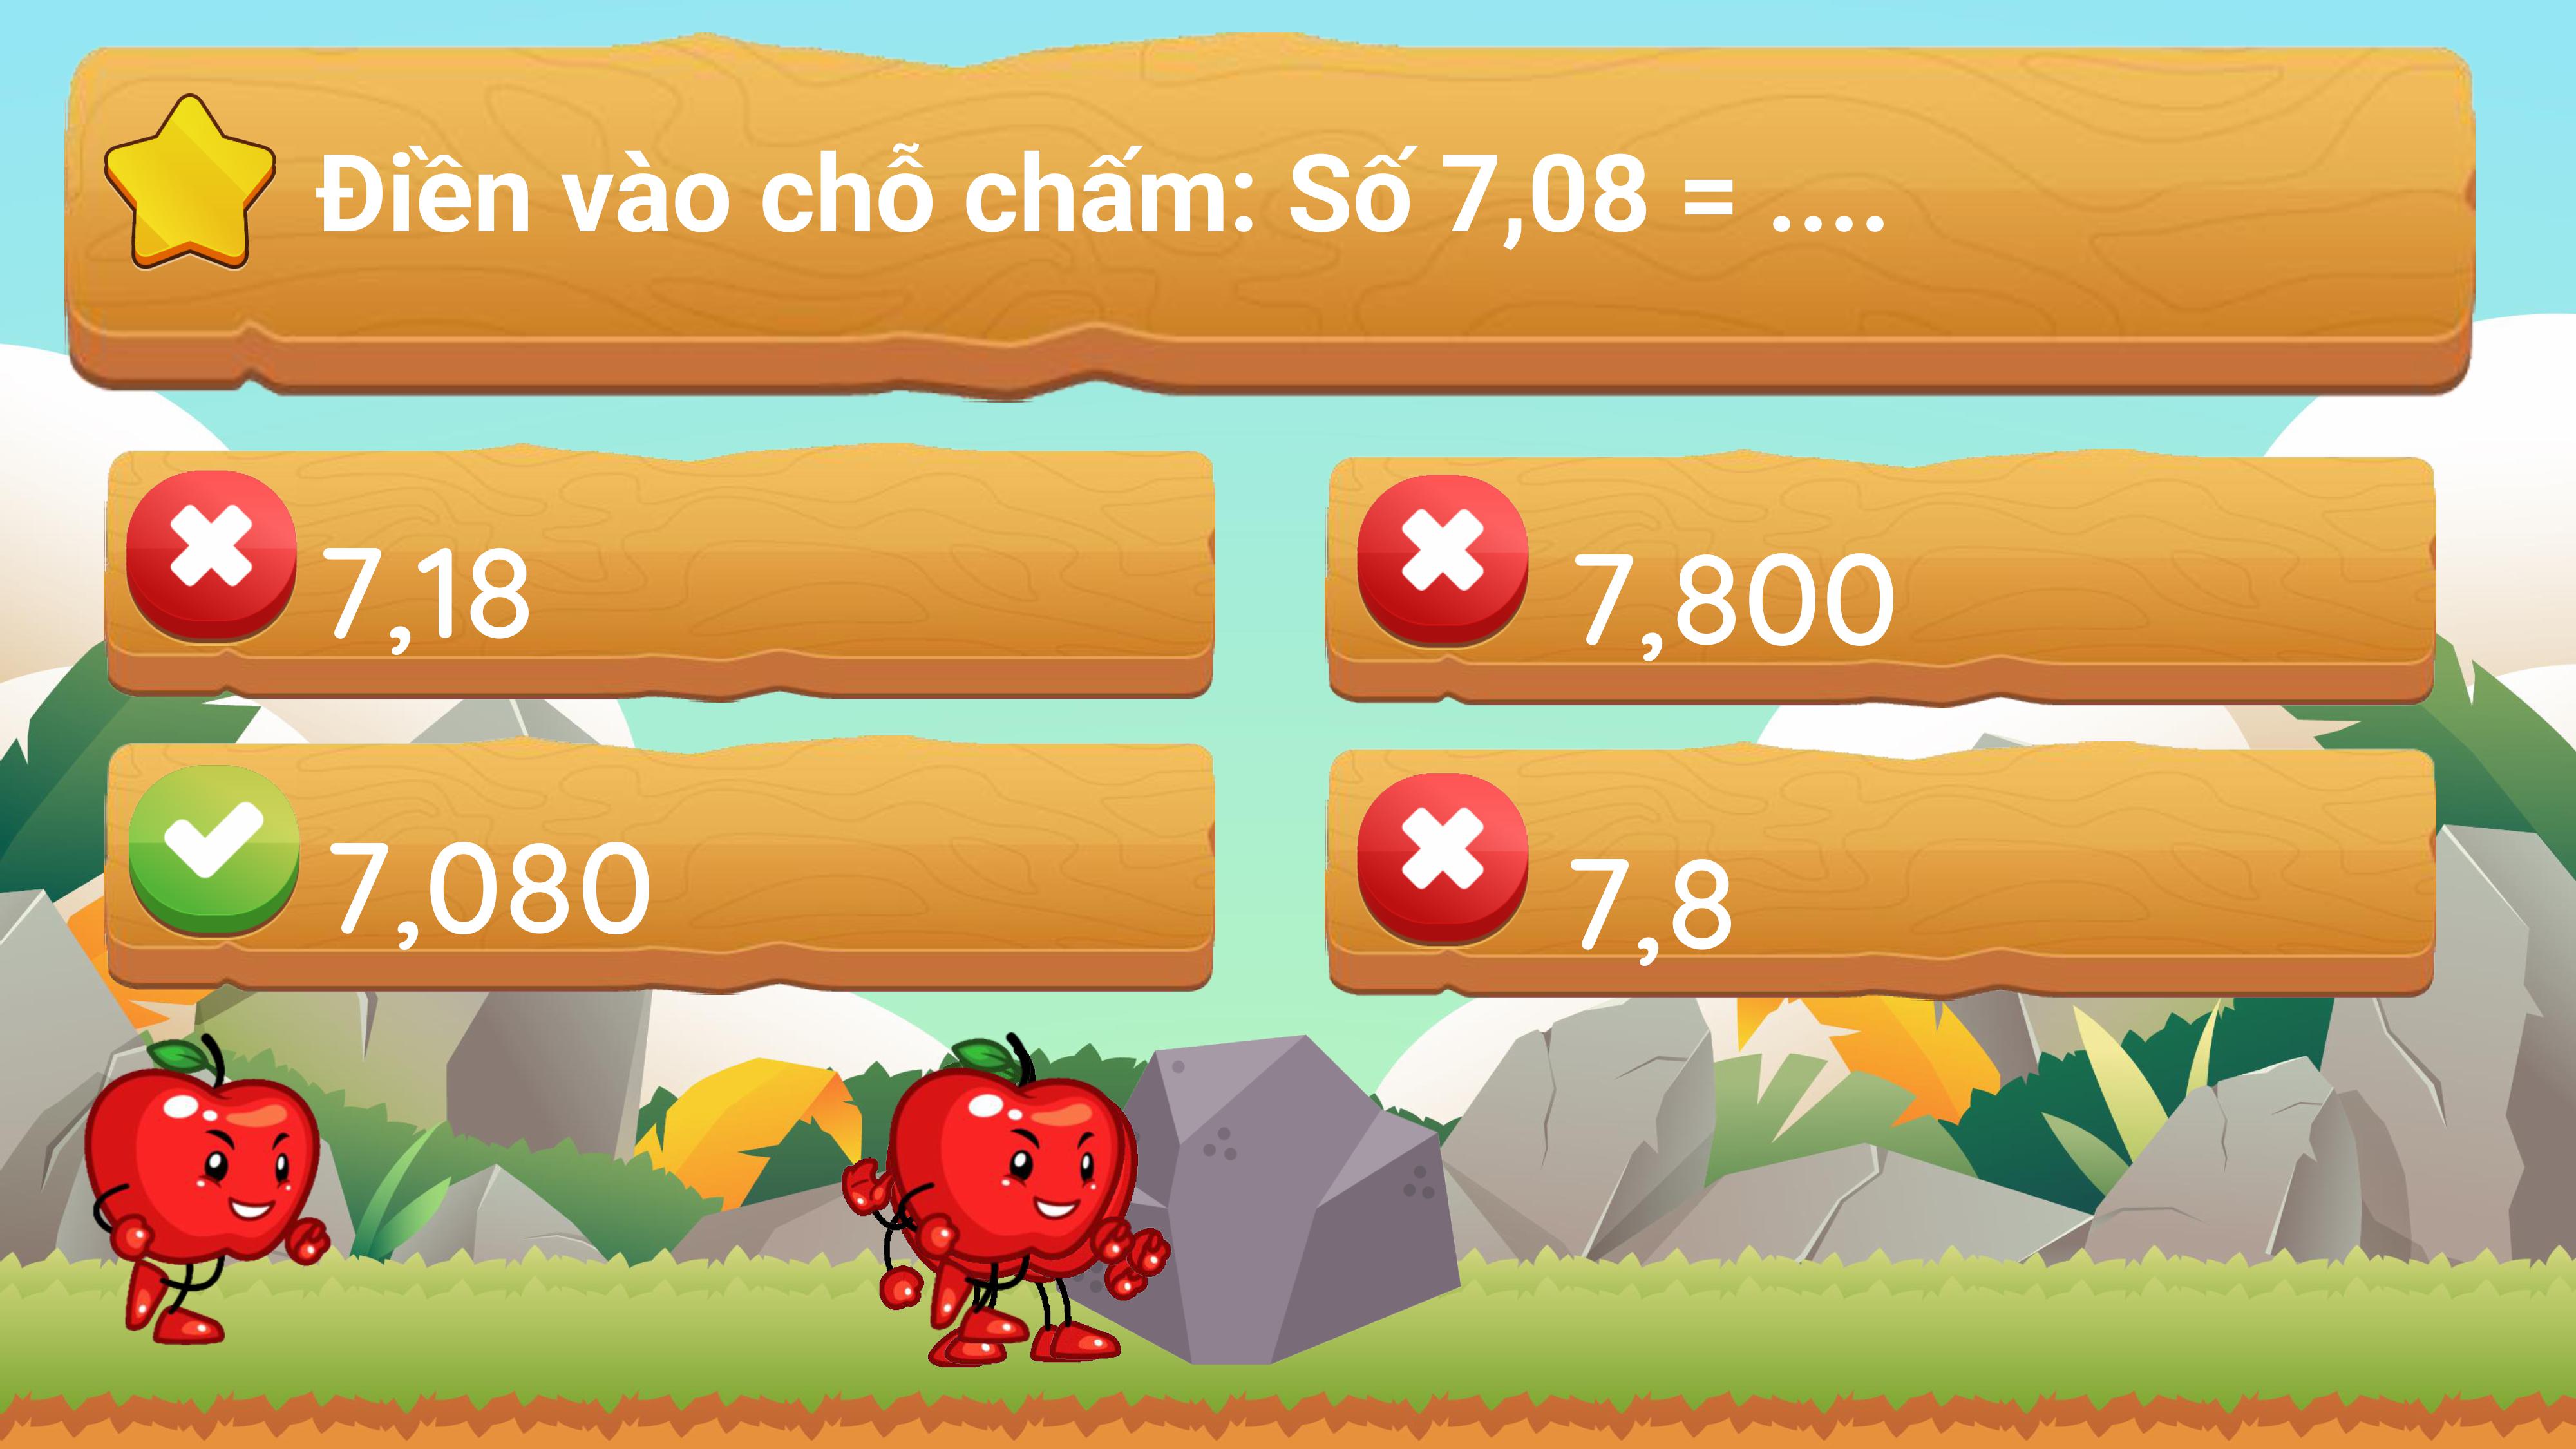 Điền vào chỗ chấm: Số 7,08 = ....
7,18
7,800
7,080
7,8